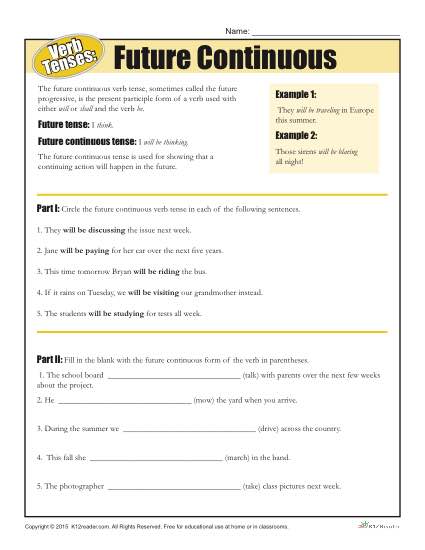 Name:
Verb
Tenses:
Future Continuous
The future continuous verb tense, sometimes called the future
progressive, is the present participle form of a verb used with
either will or shall and the verb be.
Future tense: I think.
Future continuous tense: I will be thinking.
The future continuous tense is used for showing that a
continuing action will happen in the future.
Example 1:
They will be traveling in Europe
this summer.
Example 2:
Those sirens will be blaring
all night!
Part I: Circle the future continuous verb tense in each of the following sentences.
1. They will be discussing the issue next week.
2. Jane will be paying for her car over the next five years.
3. This time tomorrow Bryan will be riding the bus.
4. If it rains on Tuesday, we will be visiting our grandmother instead.
5. The students will be studying for tests all week.
Part II: Fill in the blank with the future continuous form of the verb in parentheses.
1. The school board ______________________ (talk) with parents over the next few weeks
about the project.
2. He ______________________ (mow) the yard when you arrive.
3. During the summer we ______________________ (drive) across the country.
4. This fall she ______________________ (march) in the band.
5. The photographer ______________________ (take) class pictures next week.
Copyright © 2015 K12reader.com. All Rights Reserved. Free for educational use at home or in classrooms.
K12Reader